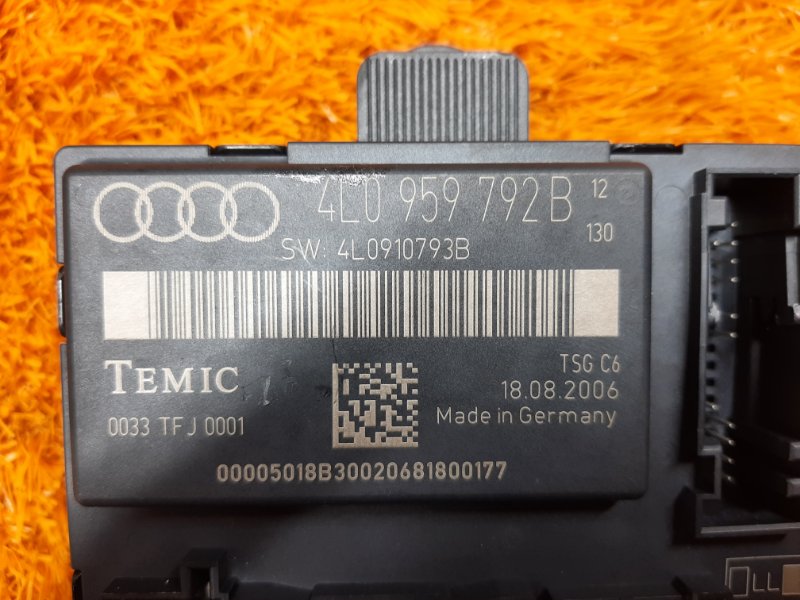 4L0 959 792 B 12
130
SW: 4L0910793B
TEMIC
TSG C6
18.08.2006
0033 TFJ 0001
Made in Germany
00005018B30020681800177